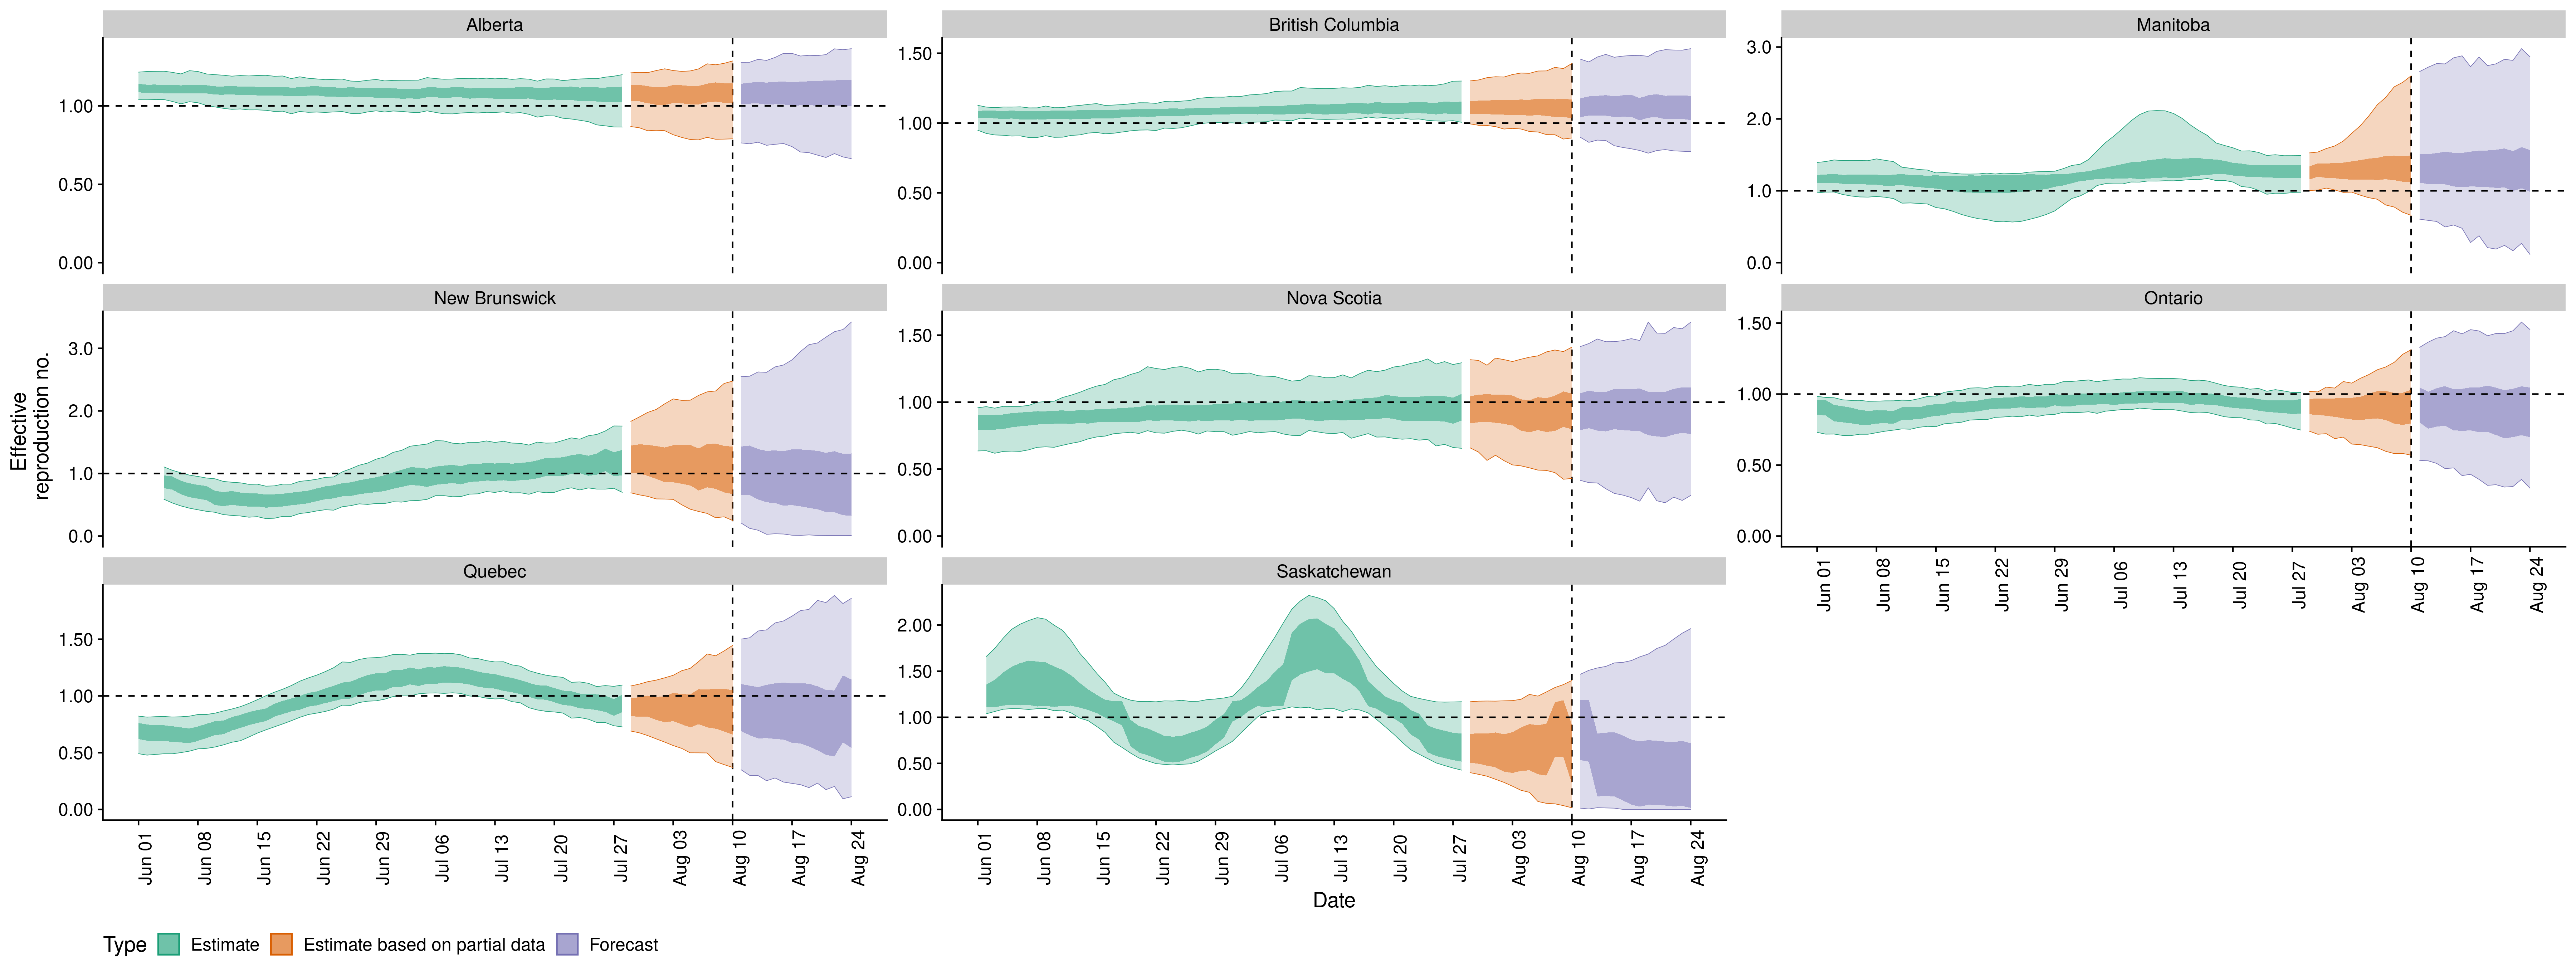 Alberta
British Columbia
Manitoba
1.00
0.50
0.00
1.50
1.00
0.50
0.00
3.0
2.0
1.0
0.0
New Brunswick
Nova Scotia
Ontario
Effective
reproduction no.
3.0
2.0
1.0
0.0
1.50
1.00
0.50
0.00
1.50
1.00
0.50
0.00
Jun 01 Jun 08 Jun 15 Jun 22 Jun 29 Jul 06 Jul 13 Jul 20 Jul 27 Aug 03 Aug 10 Aug 17 Aug 24
Quebec
Saskatchewan
1.50
1.00
0.50
0.00
2.00
1.50
1.00
0.50
0.00
Jun 01 Jun 08 Jun 15 Jun 22 Jun 29 Jul 06 Jul 13 Jul 20 Jul 27 Aug 03 Aug 10 Aug 17 Aug 24
Jun 01 Jun 08 Jun 15 Jun 22 Jun 29 Jul 06 Jul 13 Jul 20 Jul 27 Aug 03 Aug 10 Aug 17 Aug 24
Date
Type Estimate Estimate based on partial data Forecast